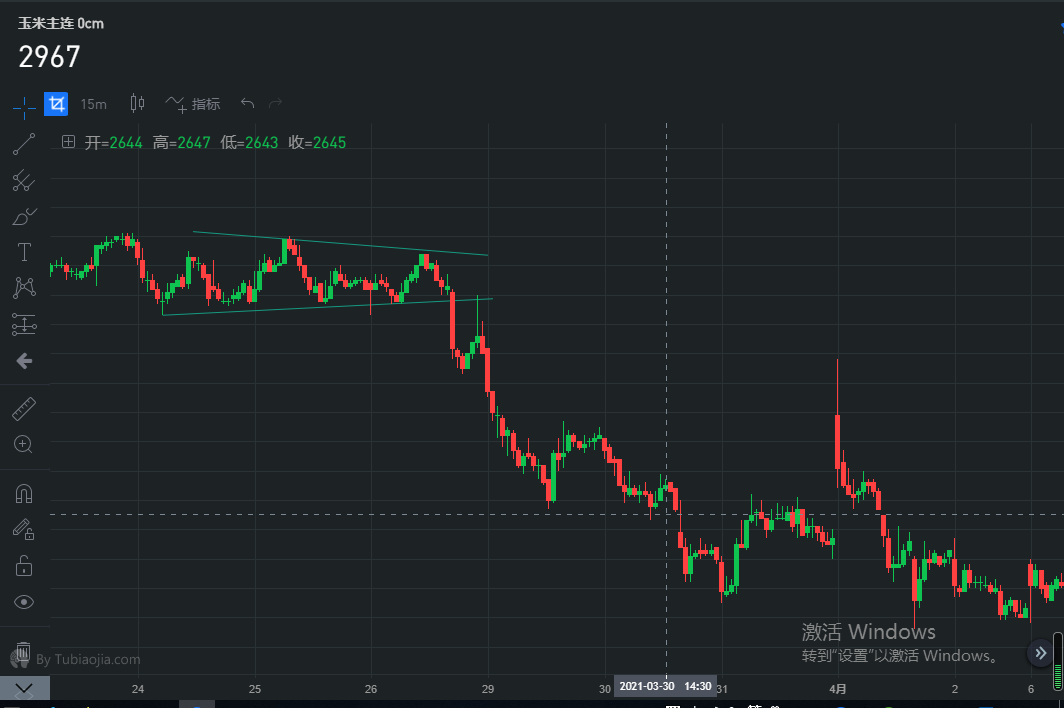 玉米主连 0cm
2967
15m 指标
开=2644 高=2647 低=2643 收=2645
T
激活 Windows
转到“设置”以激活 Windows。
By Tubiaojia.com
24 25 26 29 30 2021-03-30 14:30 31 4月 2 6